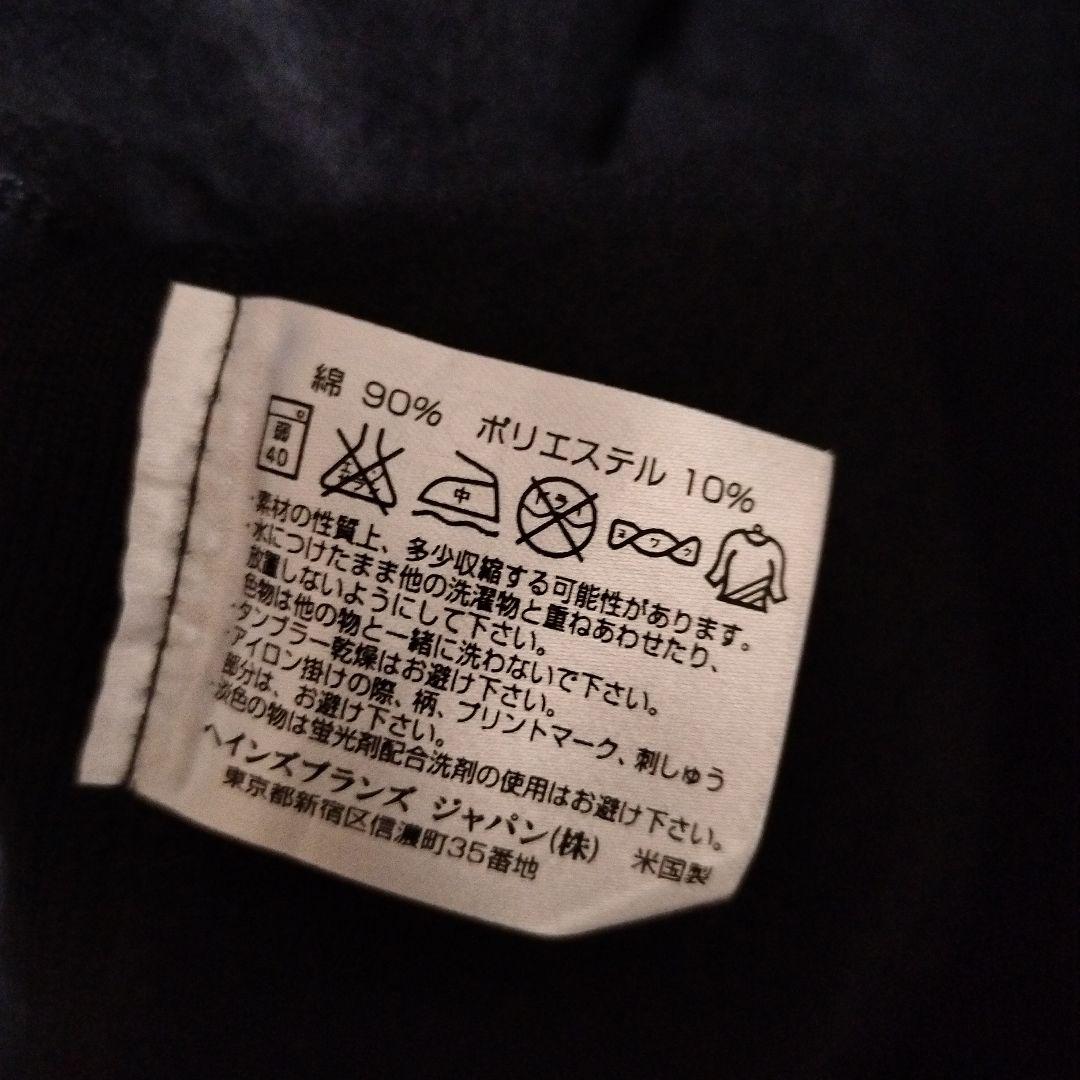 綿 90% ポリエステル 10%
弱 40 エンソ サラシ 中 ドライ ヨワク
・素材の性質上、多少収縮する可能性があります。
・水につけたまま他の洗濯物と重ねあわせたり、
放置しないようにして下さい。
・色物は他の物と一緒に洗わないで下さい。
・タンブラー乾燥はお避け下さい。
・アイロン掛けの際、柄、プリントマーク、刺しゅう
部分は、お避け下さい。
・淡色の物は蛍光剤配合洗剤の使用はお避け下さい。
ヘインズブランズ ジャパン(株)
東京都新宿区信濃町35番地 米国製